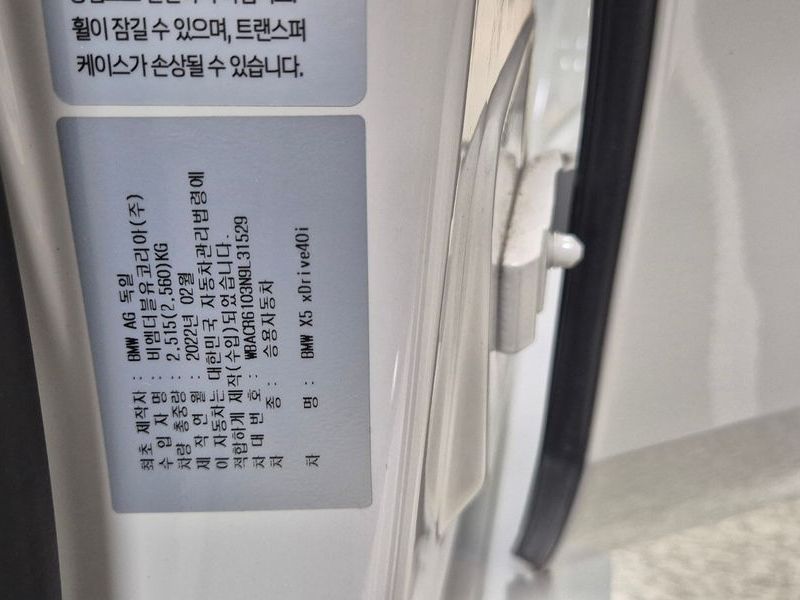 휠이 잠길 수 있으며, 트랜스퍼
케이스가 손상될 수 있습니다.
최초 제작자 : BMW AG 독일
수 입 자 명 : 비엠더블유코리아(주)
차량 총중량 : 2,515(2,560)KG
제 작 연 월 : 2022년 02월
이 자동차는 대한민국 자동차관리법령에
적합하게 제작(수입)되었습니다.
차 대 번 호 : WBACR6103N9L31529
차 종 : 승용자동차
차 명 : BMW X5 xDrive40i